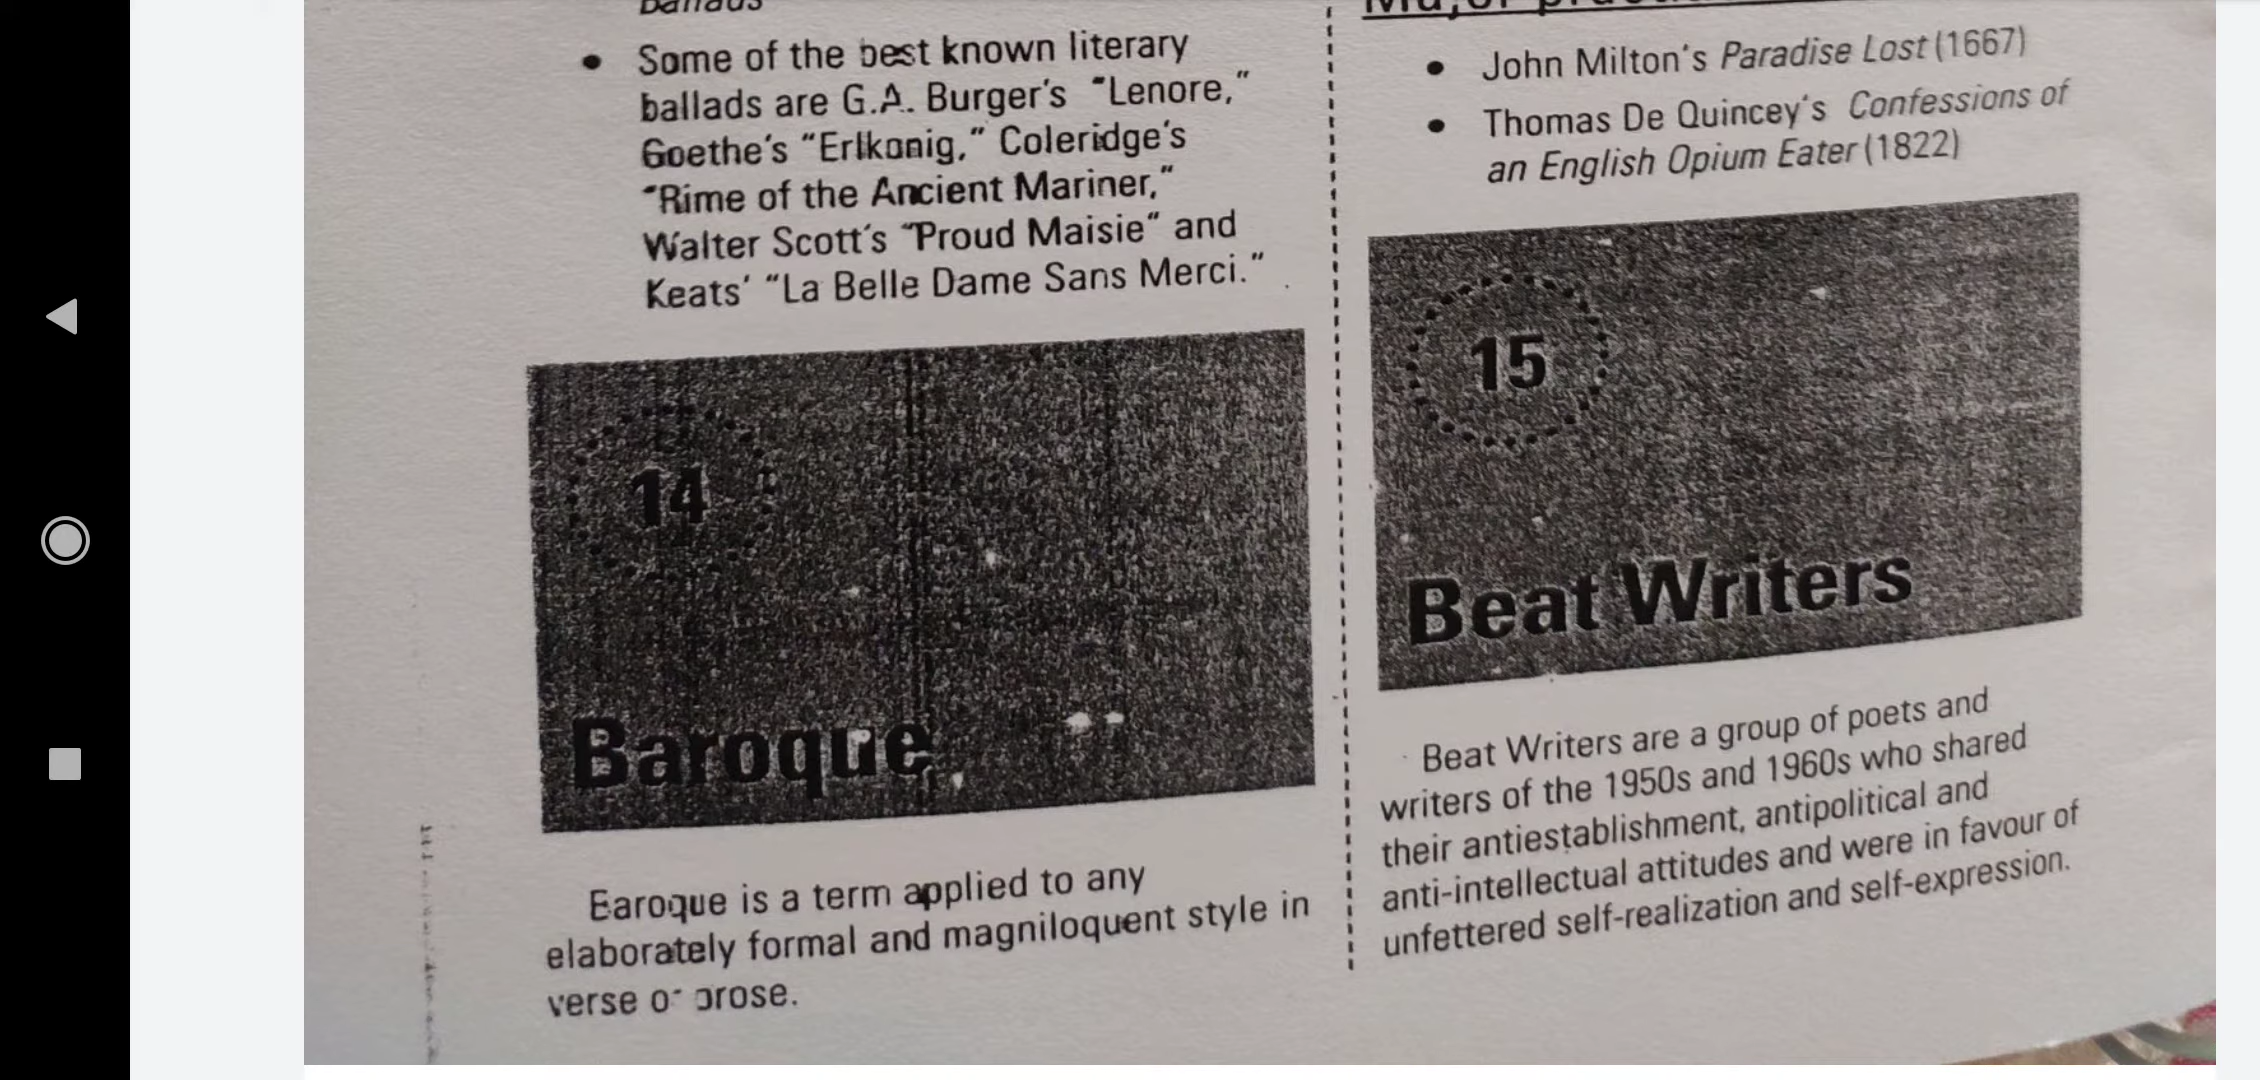 Ballads
• Some of the best known literary
ballads are G.A. Burger's "Lenore,"
Goethe's "Erlkonig," Coleridge's
"Rime of the Ancient Mariner,"
Walter Scott's "Proud Maisie" and
Keats' "La Belle Dame Sans Merci."
14
Baroque
Baroque is a term applied to any
elaborately formal and magniloquent style in
verse or prose.
Major
• John Milton's Paradise Lost (1667)
• Thomas De Quincey's Confessions of
an English Opium Eater (1822)
15
Beat Writers
Beat Writers are a group of poets and
writers of the 1950s and 1960s who shared
their antiestablishment, antipolitical and
anti-intellectual attitudes and were in favour of
unfettered self-realization and self-expression.